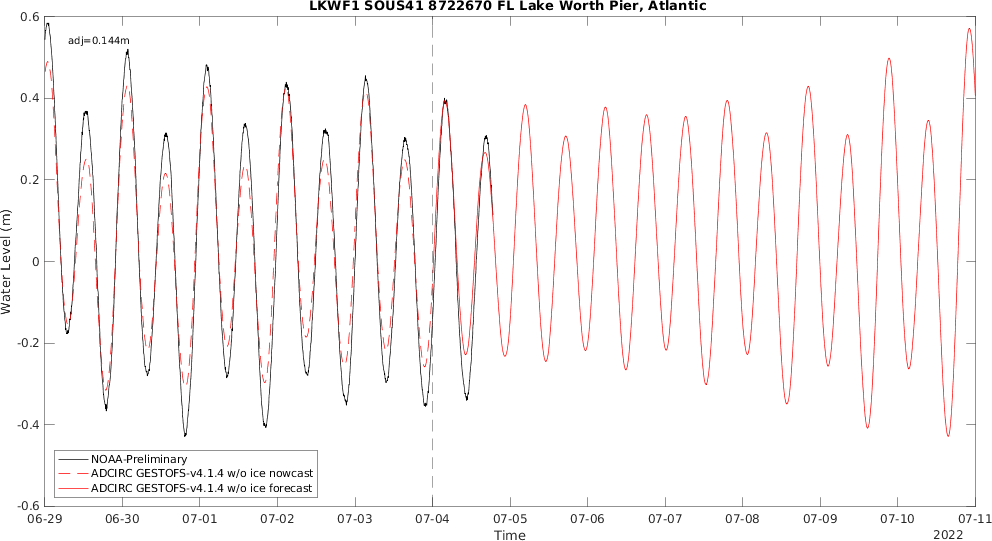 LKWF1 SOUS41 8722670 FL Lake Worth Pier, Atlantic
adj=0.144m
0.6
0.4
0.2
0
-0.2
-0.4
-0.6
Water Level (m)
NOAA-Preliminary
ADCIRC GESTOFS-v4.1.4 w/o ice nowcast
ADCIRC GESTOFS-v4.1.4 w/o ice forecast
06-29 06-30 07-01 07-02 07-03 07-04 07-05 07-06 07-07 07-08 07-09 07-10 07-11
Time
2022